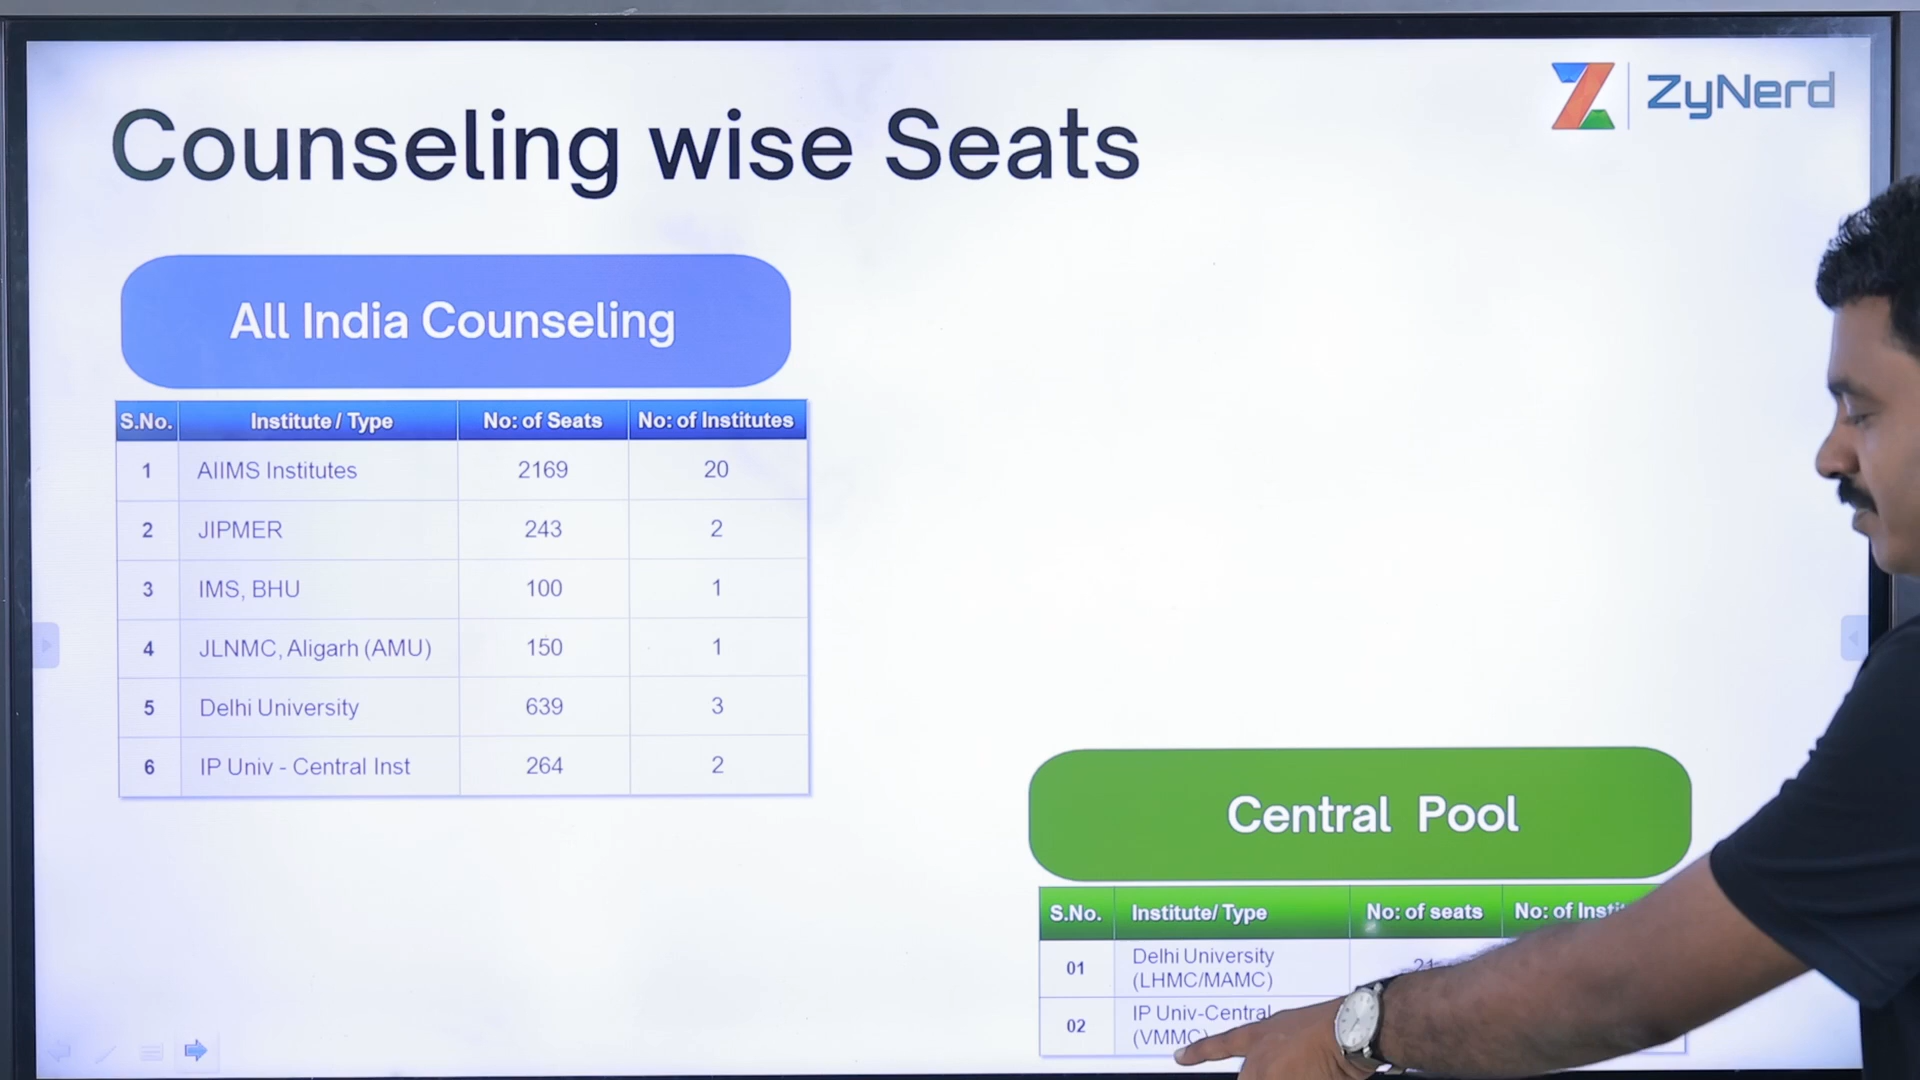 ZyNerd
Counseling wise Seats
All India Counseling
S.No. Institute / Type No: of Seats No: of Institutes
1 AIIMS Institutes 2169 20
2 JIPMER 243 2
3 IMS, BHU 100 1
4 JLNMC, Aligarh (AMU) 150 1
5 Delhi University 639 3
6 IP Univ - Central Inst 264 2
Central Pool
S.No. Institute/ Type No: of seats No: of
01 Delhi University
(LHMC/MAMC)
02 IP Univ-Central
(VMMC)